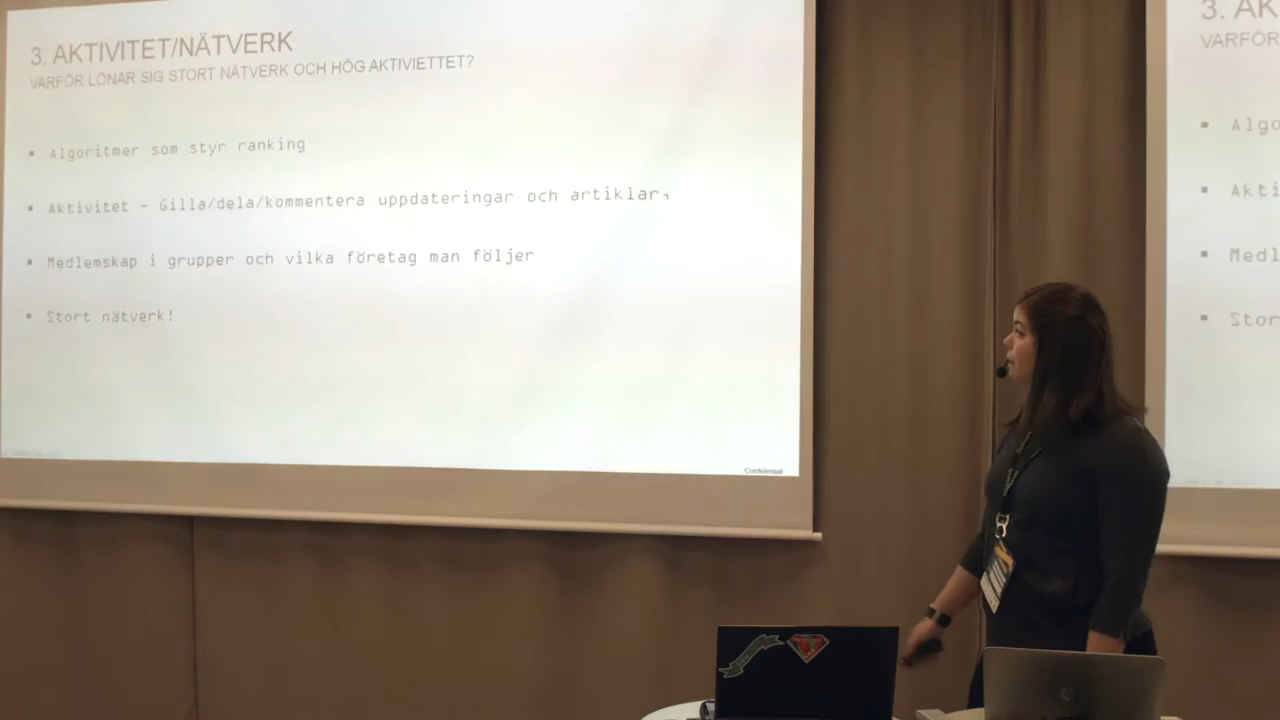 3. AKTIVITET/NÄTVERK
VARFÖR LÖNAR SIG STORT NÄTVERK OCH HÖG AKTIVIETTET?
▪ Algoritmer som styr ranking
▪ Aktivitet - Gilla/dela/kommentera uppdateringar och artiklar,
▪ Medlemskap i grupper och vilka företag man följer
▪ Stort nätverk!
Confidential
3. AK
VARFÖR
▪ Algo
▪ Akti
▪ Medl
▪ Stor